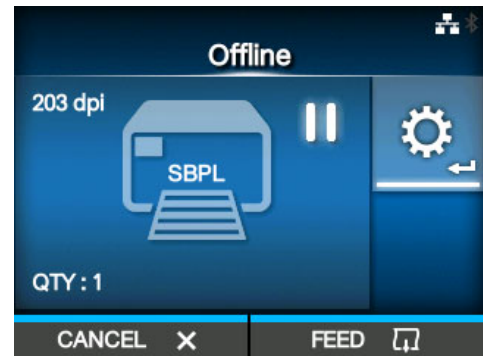 Offline
203 dpi
SBPL
QTY : 1
CANCEL
FEED